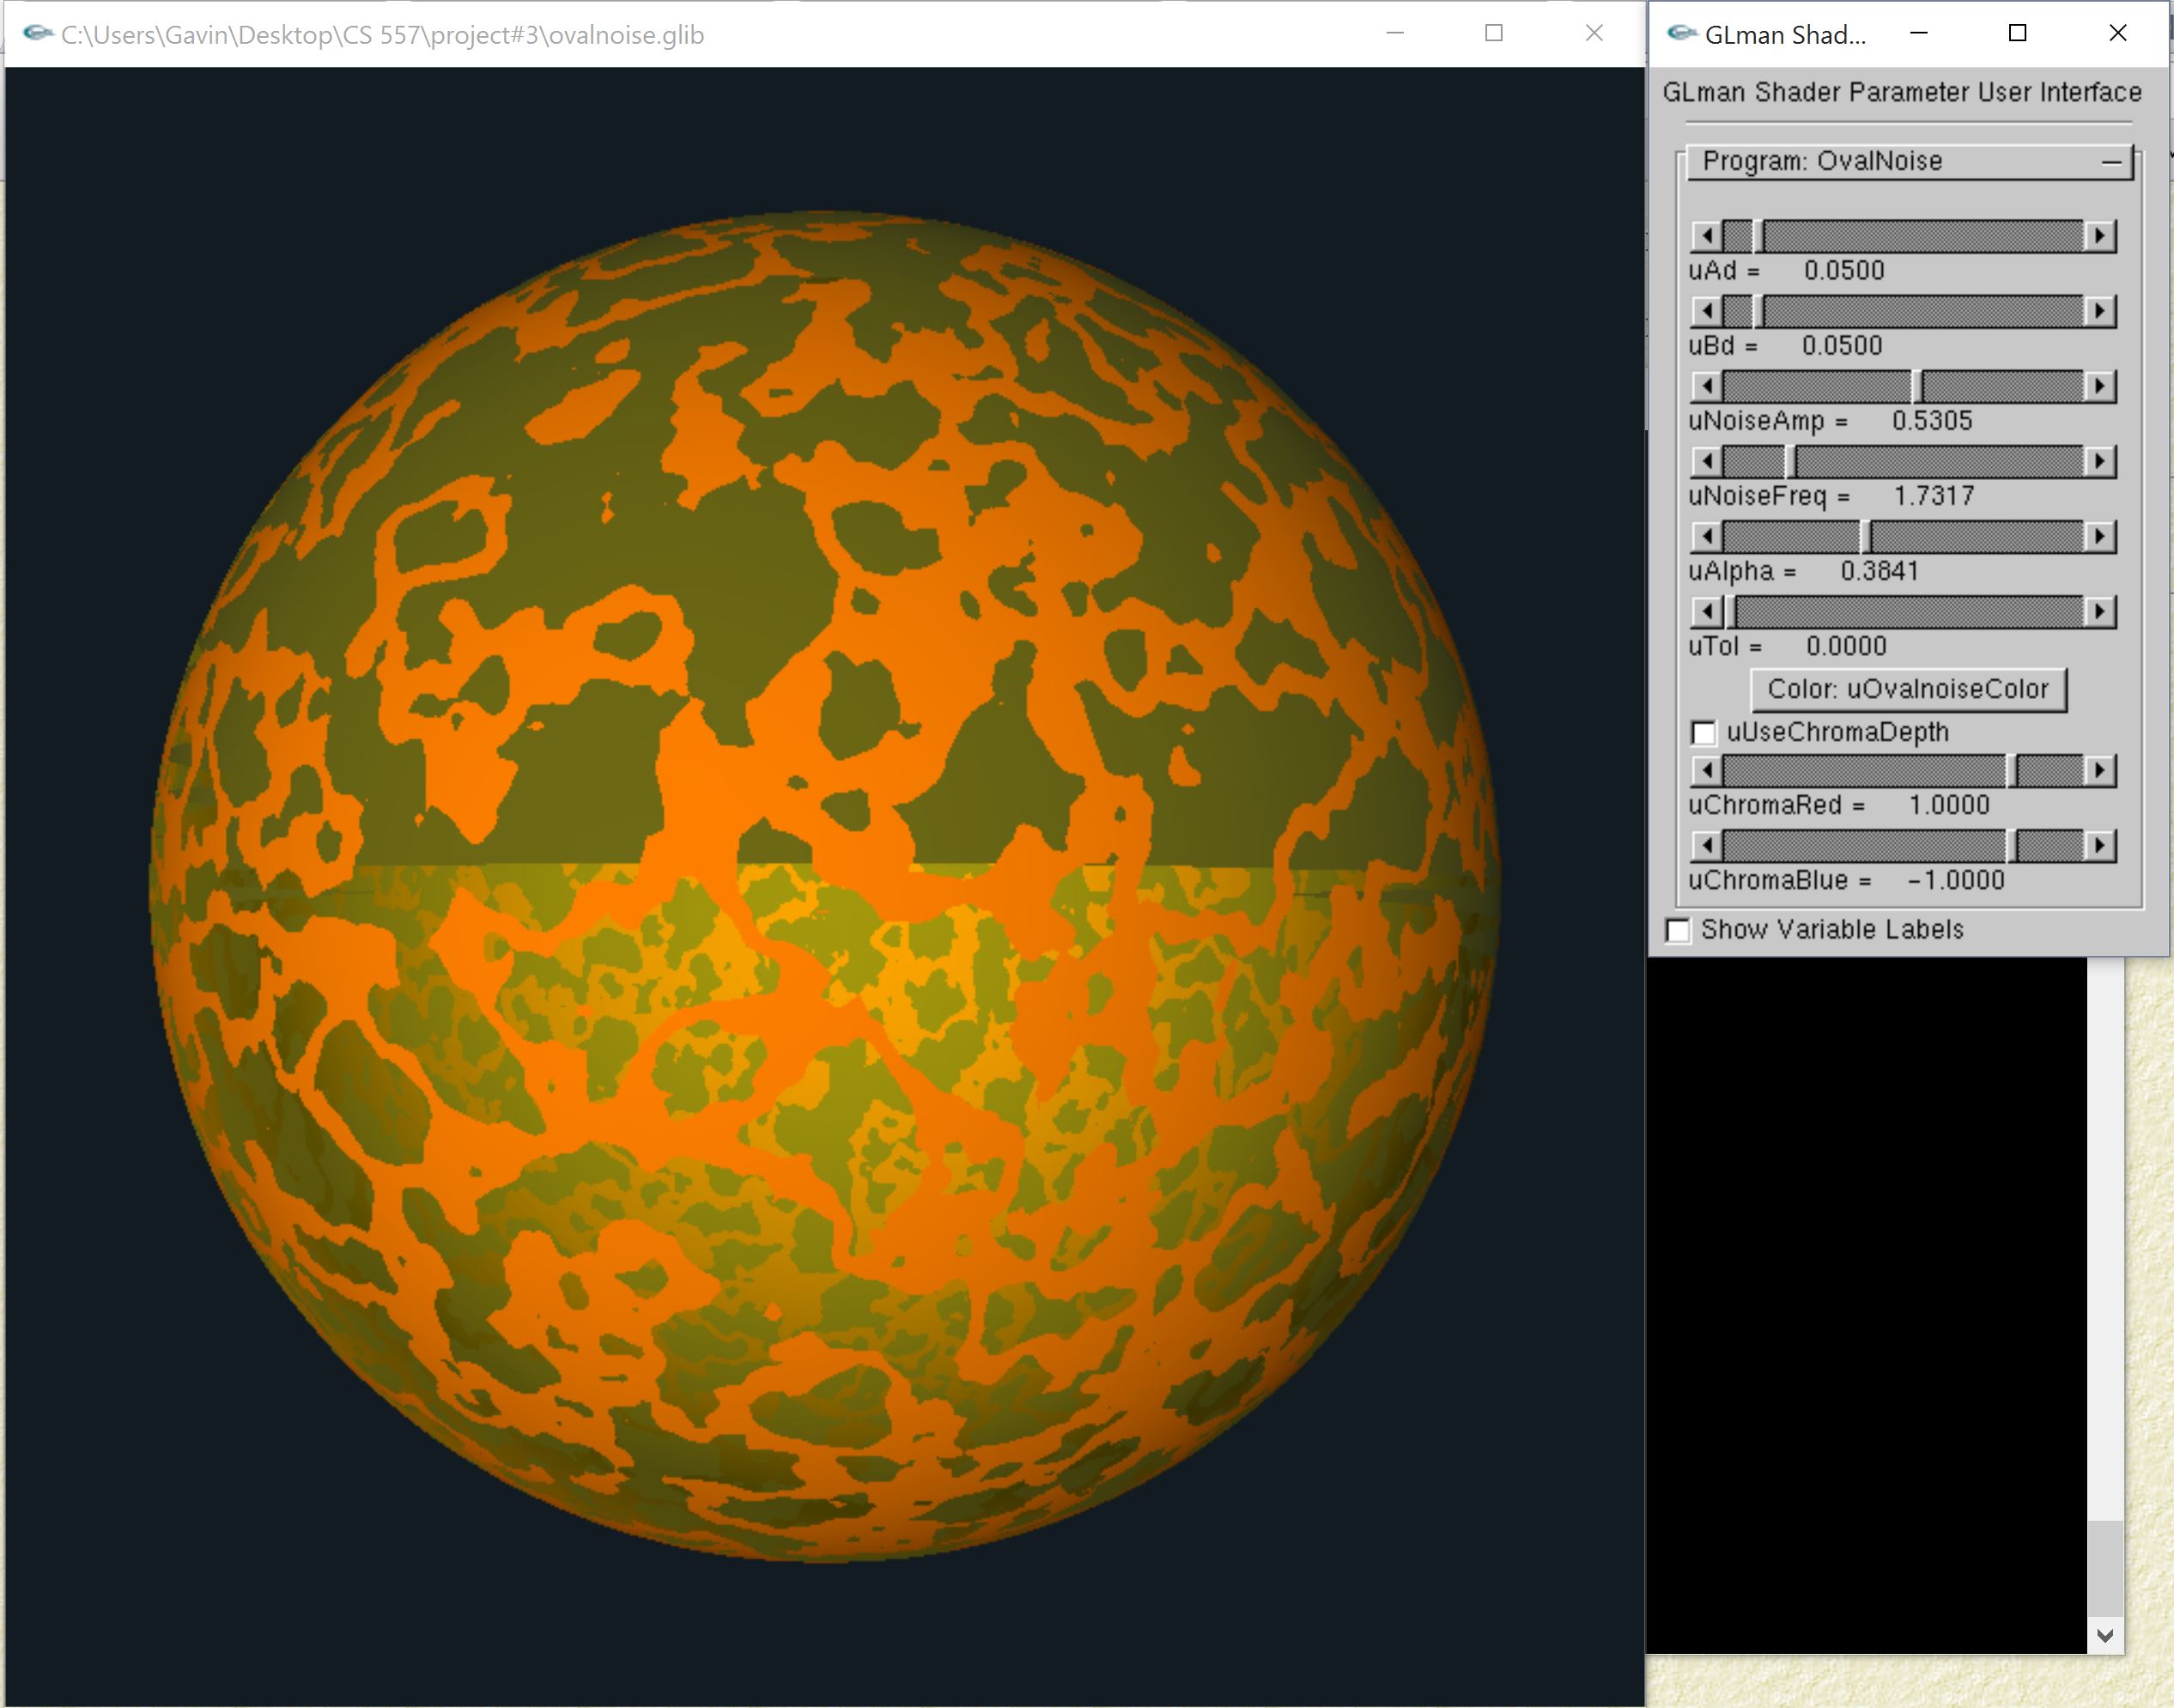 C:\Users\Gavin\Desktop\CS 557\project#3\ovalnoise.glib
GLman Shad...
GLman Shader Parameter User Interface
Program: OvalNoise
uAd = 0.0500
uBd = 0.0500
uNoiseAmp = 0.5305
uNoiseFreq = 1.7317
uAlpha = 0.3841
uTol = 0.0000
Color: uOvalnoiseColor
uUseChromaDepth
uChromaRed = 1.0000
uChromaBlue = -1.0000
Show Variable Labels